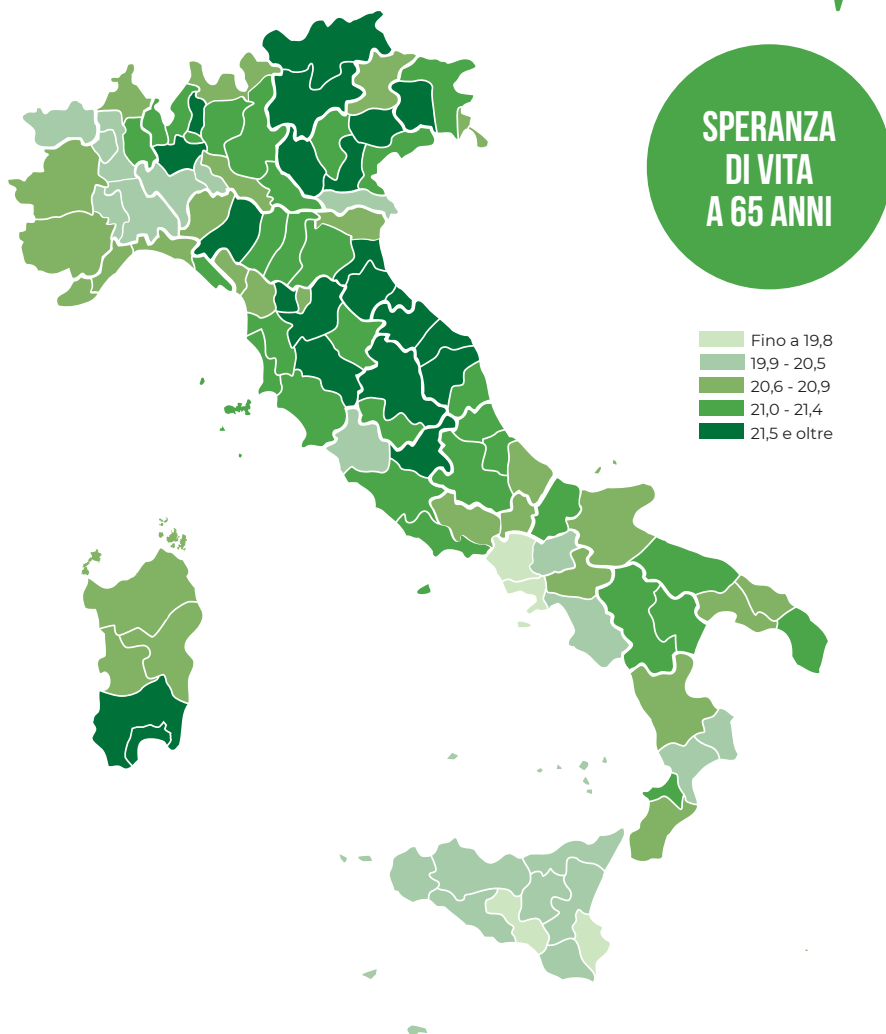 SPERANZA
DI VITA
A 65 ANNI
Fino a 19,8
19,9 - 20,5
20,6 - 20,9
21,0 - 21,4
21,5 e oltre